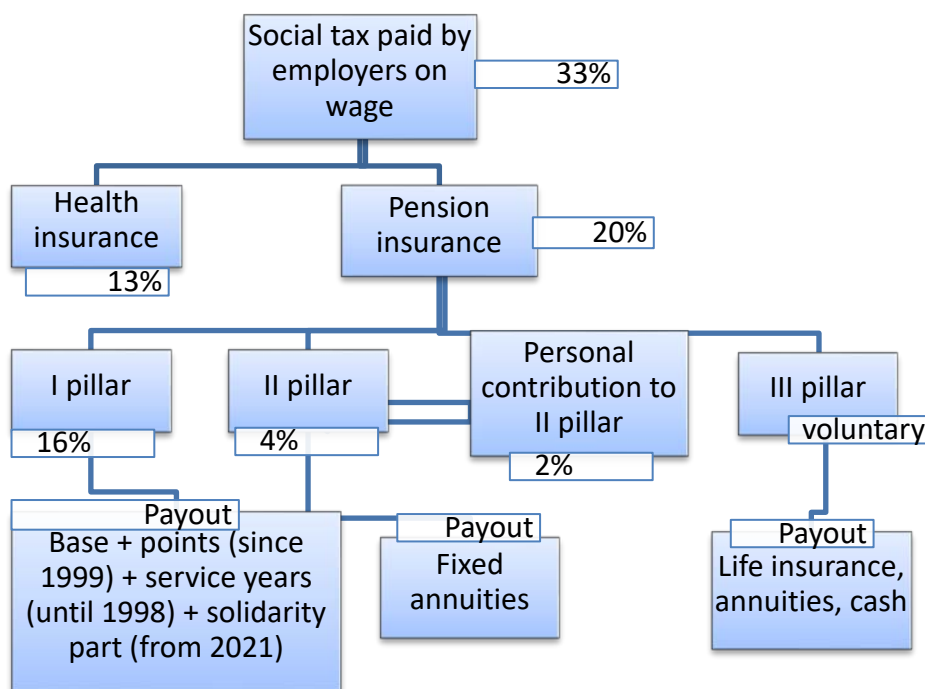 Social tax paid by
employers on
wage
33%
Health
insurance
13%
Pension
insurance
20%
I pillar
16%
II pillar
4%
Personal
contribution to
II pillar
2%
III pillar
voluntary
Payout
Base + points (since
1999) + service years
(until 1998) + solidarity
part (from 2021)
Payout
Fixed
annuities
Payout
Life insurance,
annuities, cash